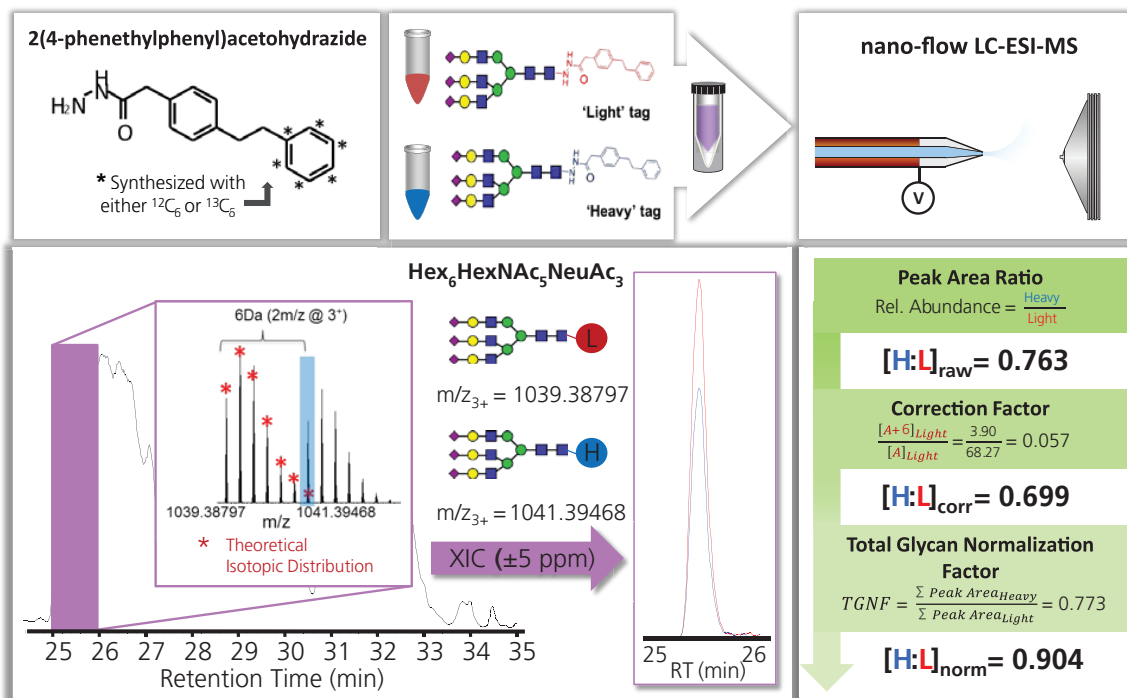 2(4-phenethylphenyl)acetohydrazide
H₂N
H
N
O
*
*
*
*
*
*
* Synthesized with
either ¹²C₆ or ¹³C₆
H
N
N
H
O
'Light' tag
H
N
N
H
O
'Heavy' tag
nano-flow LC-ESI-MS
V
Hex₆HexNAc₅NeuAc₃
6Da (2m/z @ 3⁺)
* * * * * * *
1039.38797
1041.39468
m/z
* Theoretical
Isotopic Distribution
L
m/z₃₊ = 1039.38797
H
m/z₃₊ = 1041.39468
XIC (±5 ppm)
25 26 27 28 29 30 31 32 33 34 35
Retention Time (min)
25 26
RT (min)
Peak Area Ratio
Rel. Abundance = Heavy/Light
[H:L]raw= 0.763
Correction Factor
[A+6]Light/[A]Light = 3.90/68.27 = 0.057
[H:L]corr= 0.699
Total Glycan Normalization
Factor
TGNF = ∑ Peak AreaHeavy/∑ Peak AreaLight = 0.773
[H:L]norm= 0.904